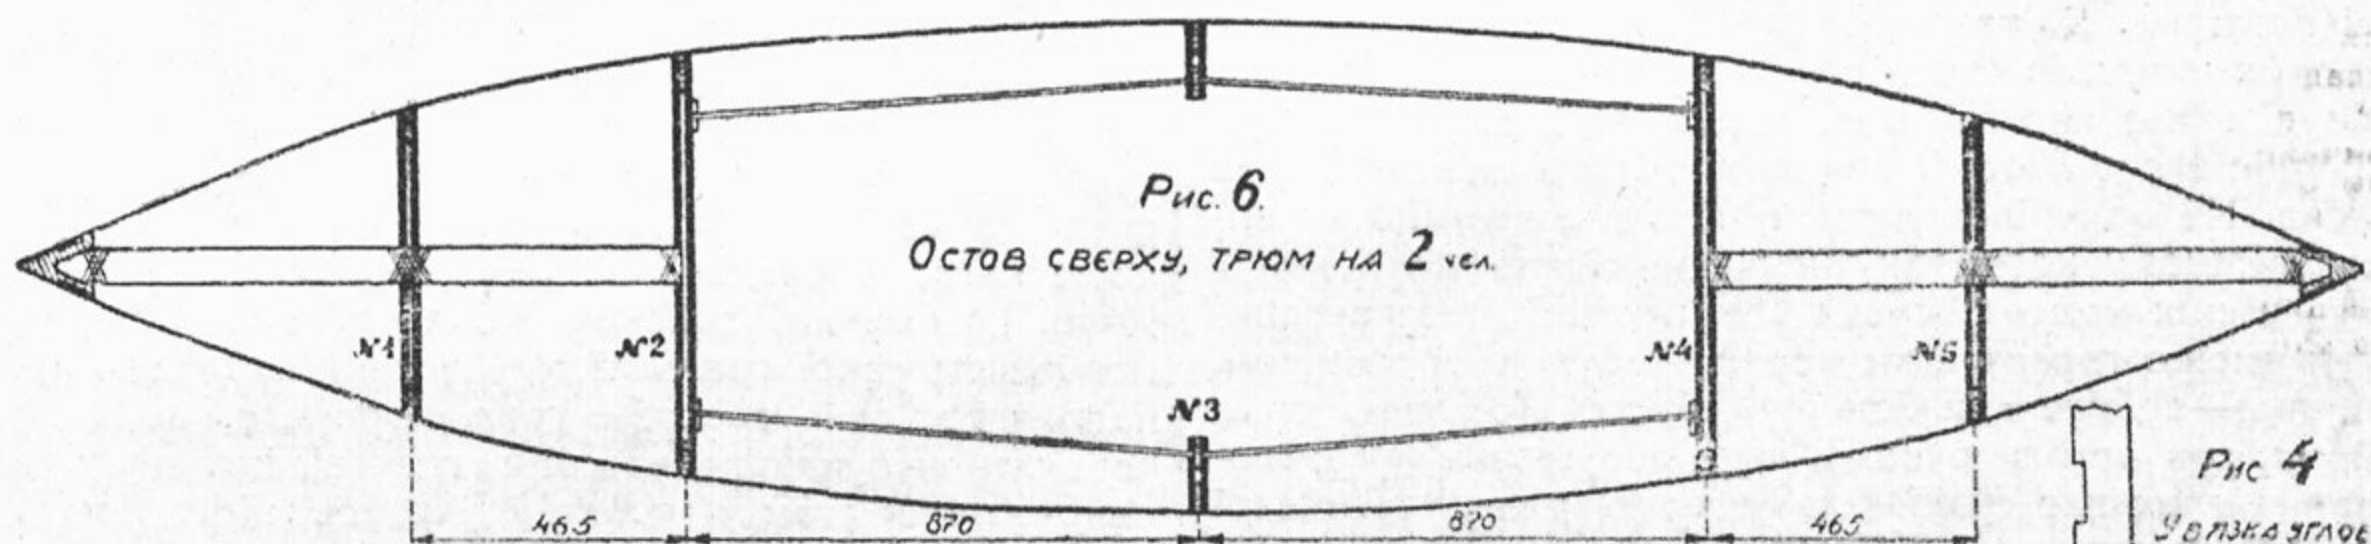 Рис. 6.
Остов сверху, трюм на 2 чел.
№1
№2
№3
№4
№5
465
870
870
465
Рис 4
Увязка углов